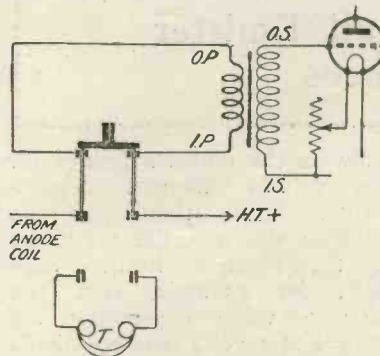 O.P.
O.S.
I.P.
I.S.
FROM
ANODE
COIL
H.T.+
T